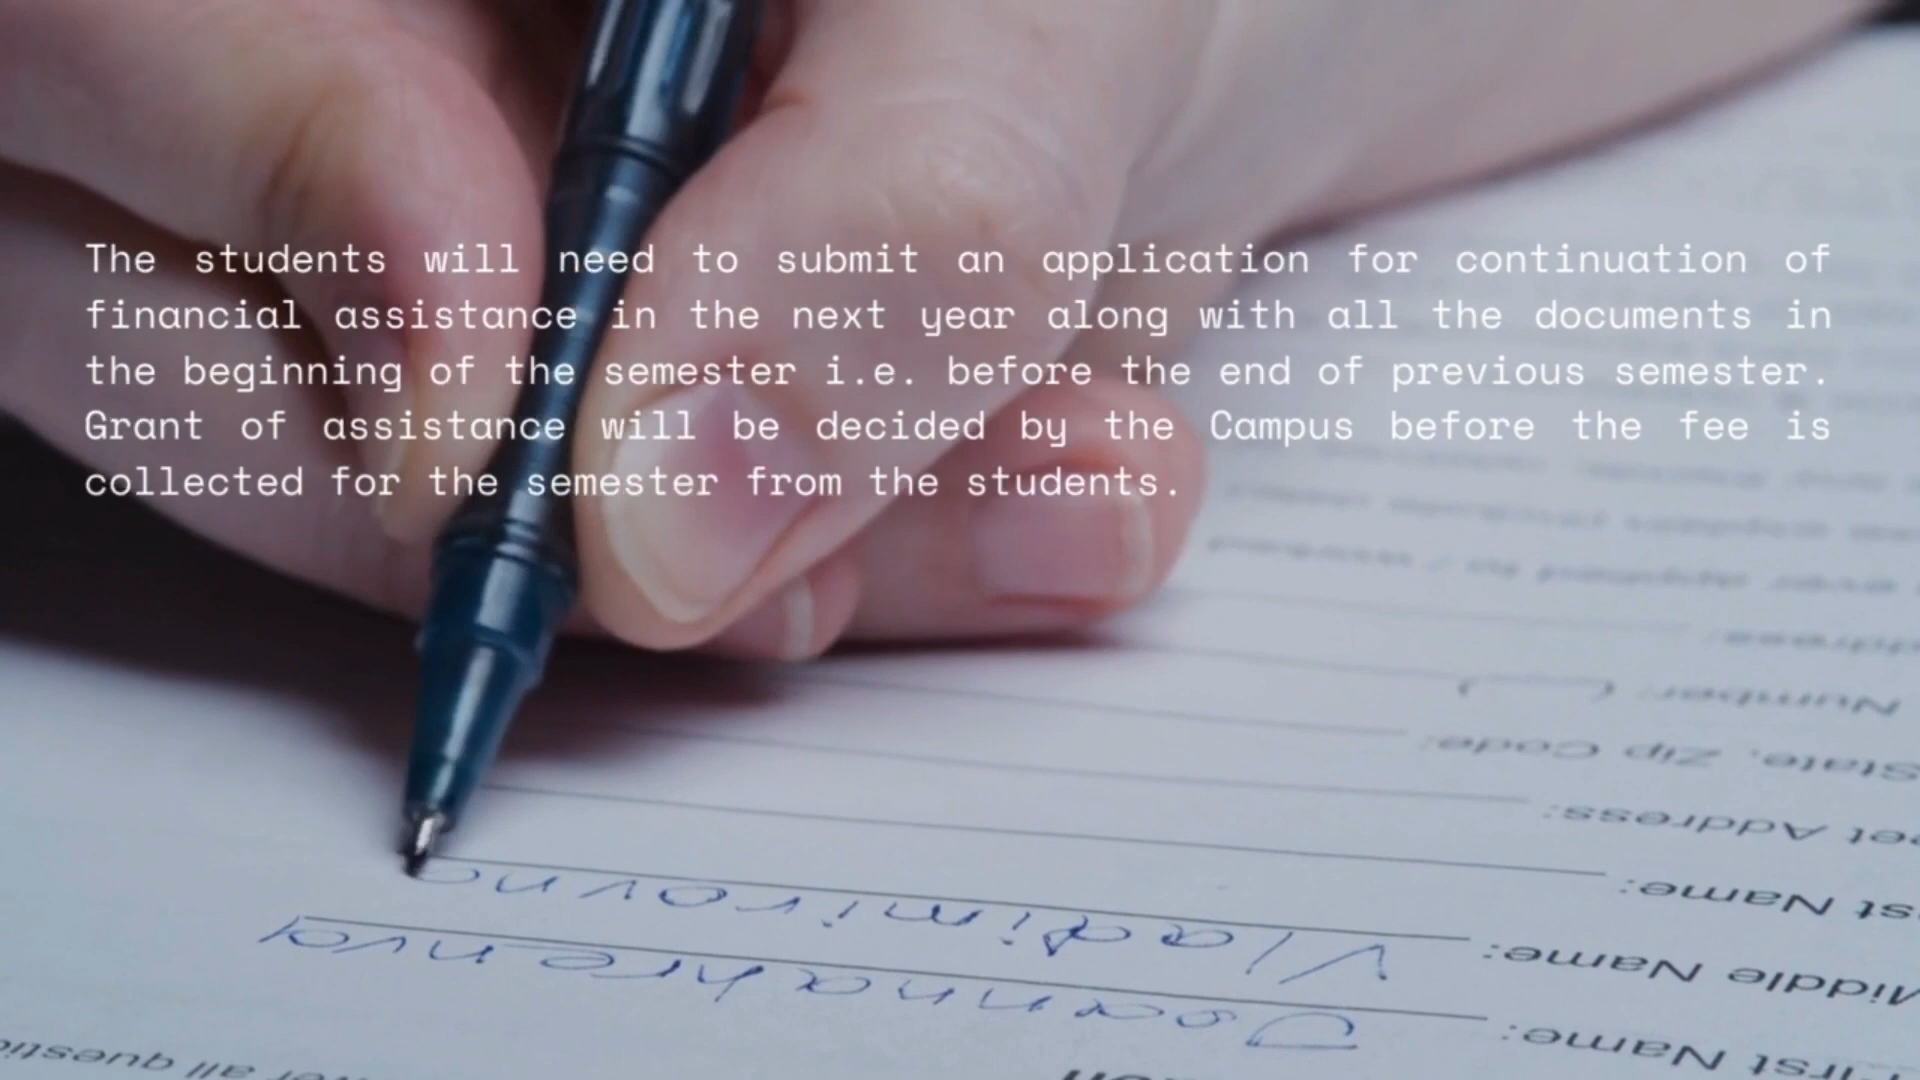 The students will need to submit an application for continuation of
financial assistance in the next year along with all the documents in
the beginning of the semester i.e. before the end of previous semester.
Grant of assistance will be decided by the Campus before the fee is
collected for the semester from the students.
Number: ( )
State, Zip Code:
Address:
Name:
Middle Name: Vladimirovna
First Name: